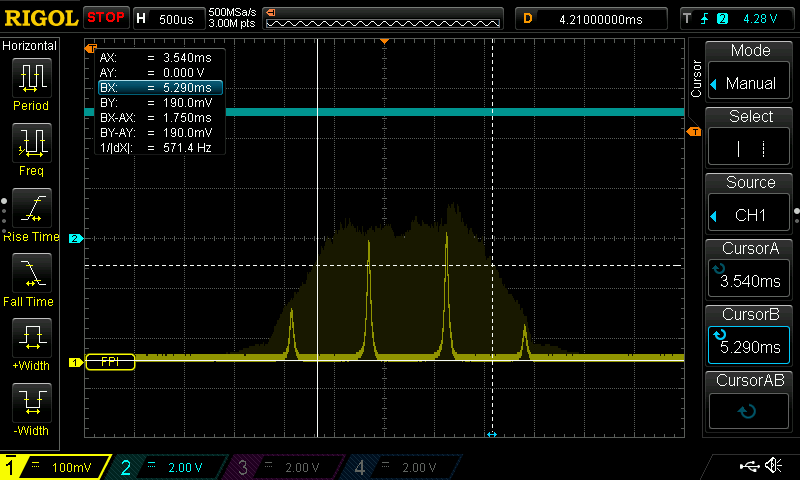 RIGOL STOP H 500us 500MSa/s 3.00M pts D 4.21000000ms T 2 4.28 V
Horizontal
Period
Freq
Rise Time
Fall Time
+Width
-Width
T
AX: = 3.540ms
AY: = 0.000 V
BX: = 5.290ms
BY: = 190.0mV
BX-AX: = 1.750ms
BY-AY: = 190.0mV
1/|dX|: = 571.4 Hz
2
1
FPI
T
Cursor
Mode
Manual
Select
Source
CH1
CursorA
3.540ms
CursorB
5.290ms
CursorAB
1 = 100mV 2 = 2.00 V 3 = 2.00 V 4 = 2.00 V